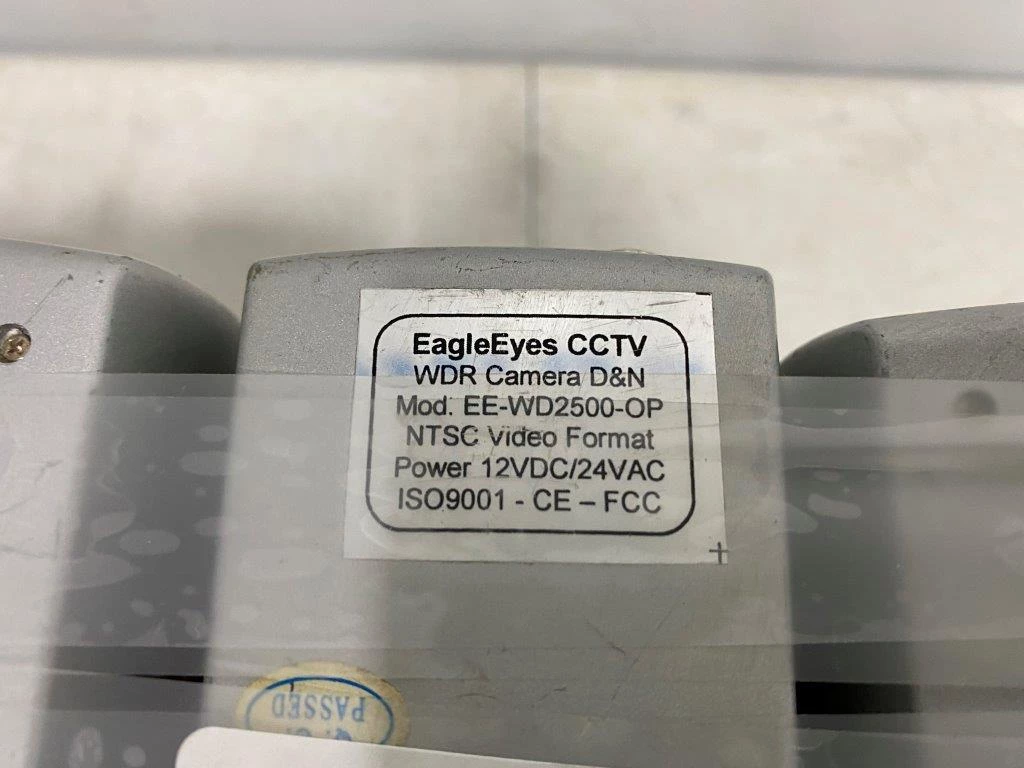 EagleEyes CCTV
WDR Camera D&N
Mod. EE-WD2500-OP
NTSC Video Format
Power 12VDC/24VAC
ISO9001 - CE – FCC
PASSED